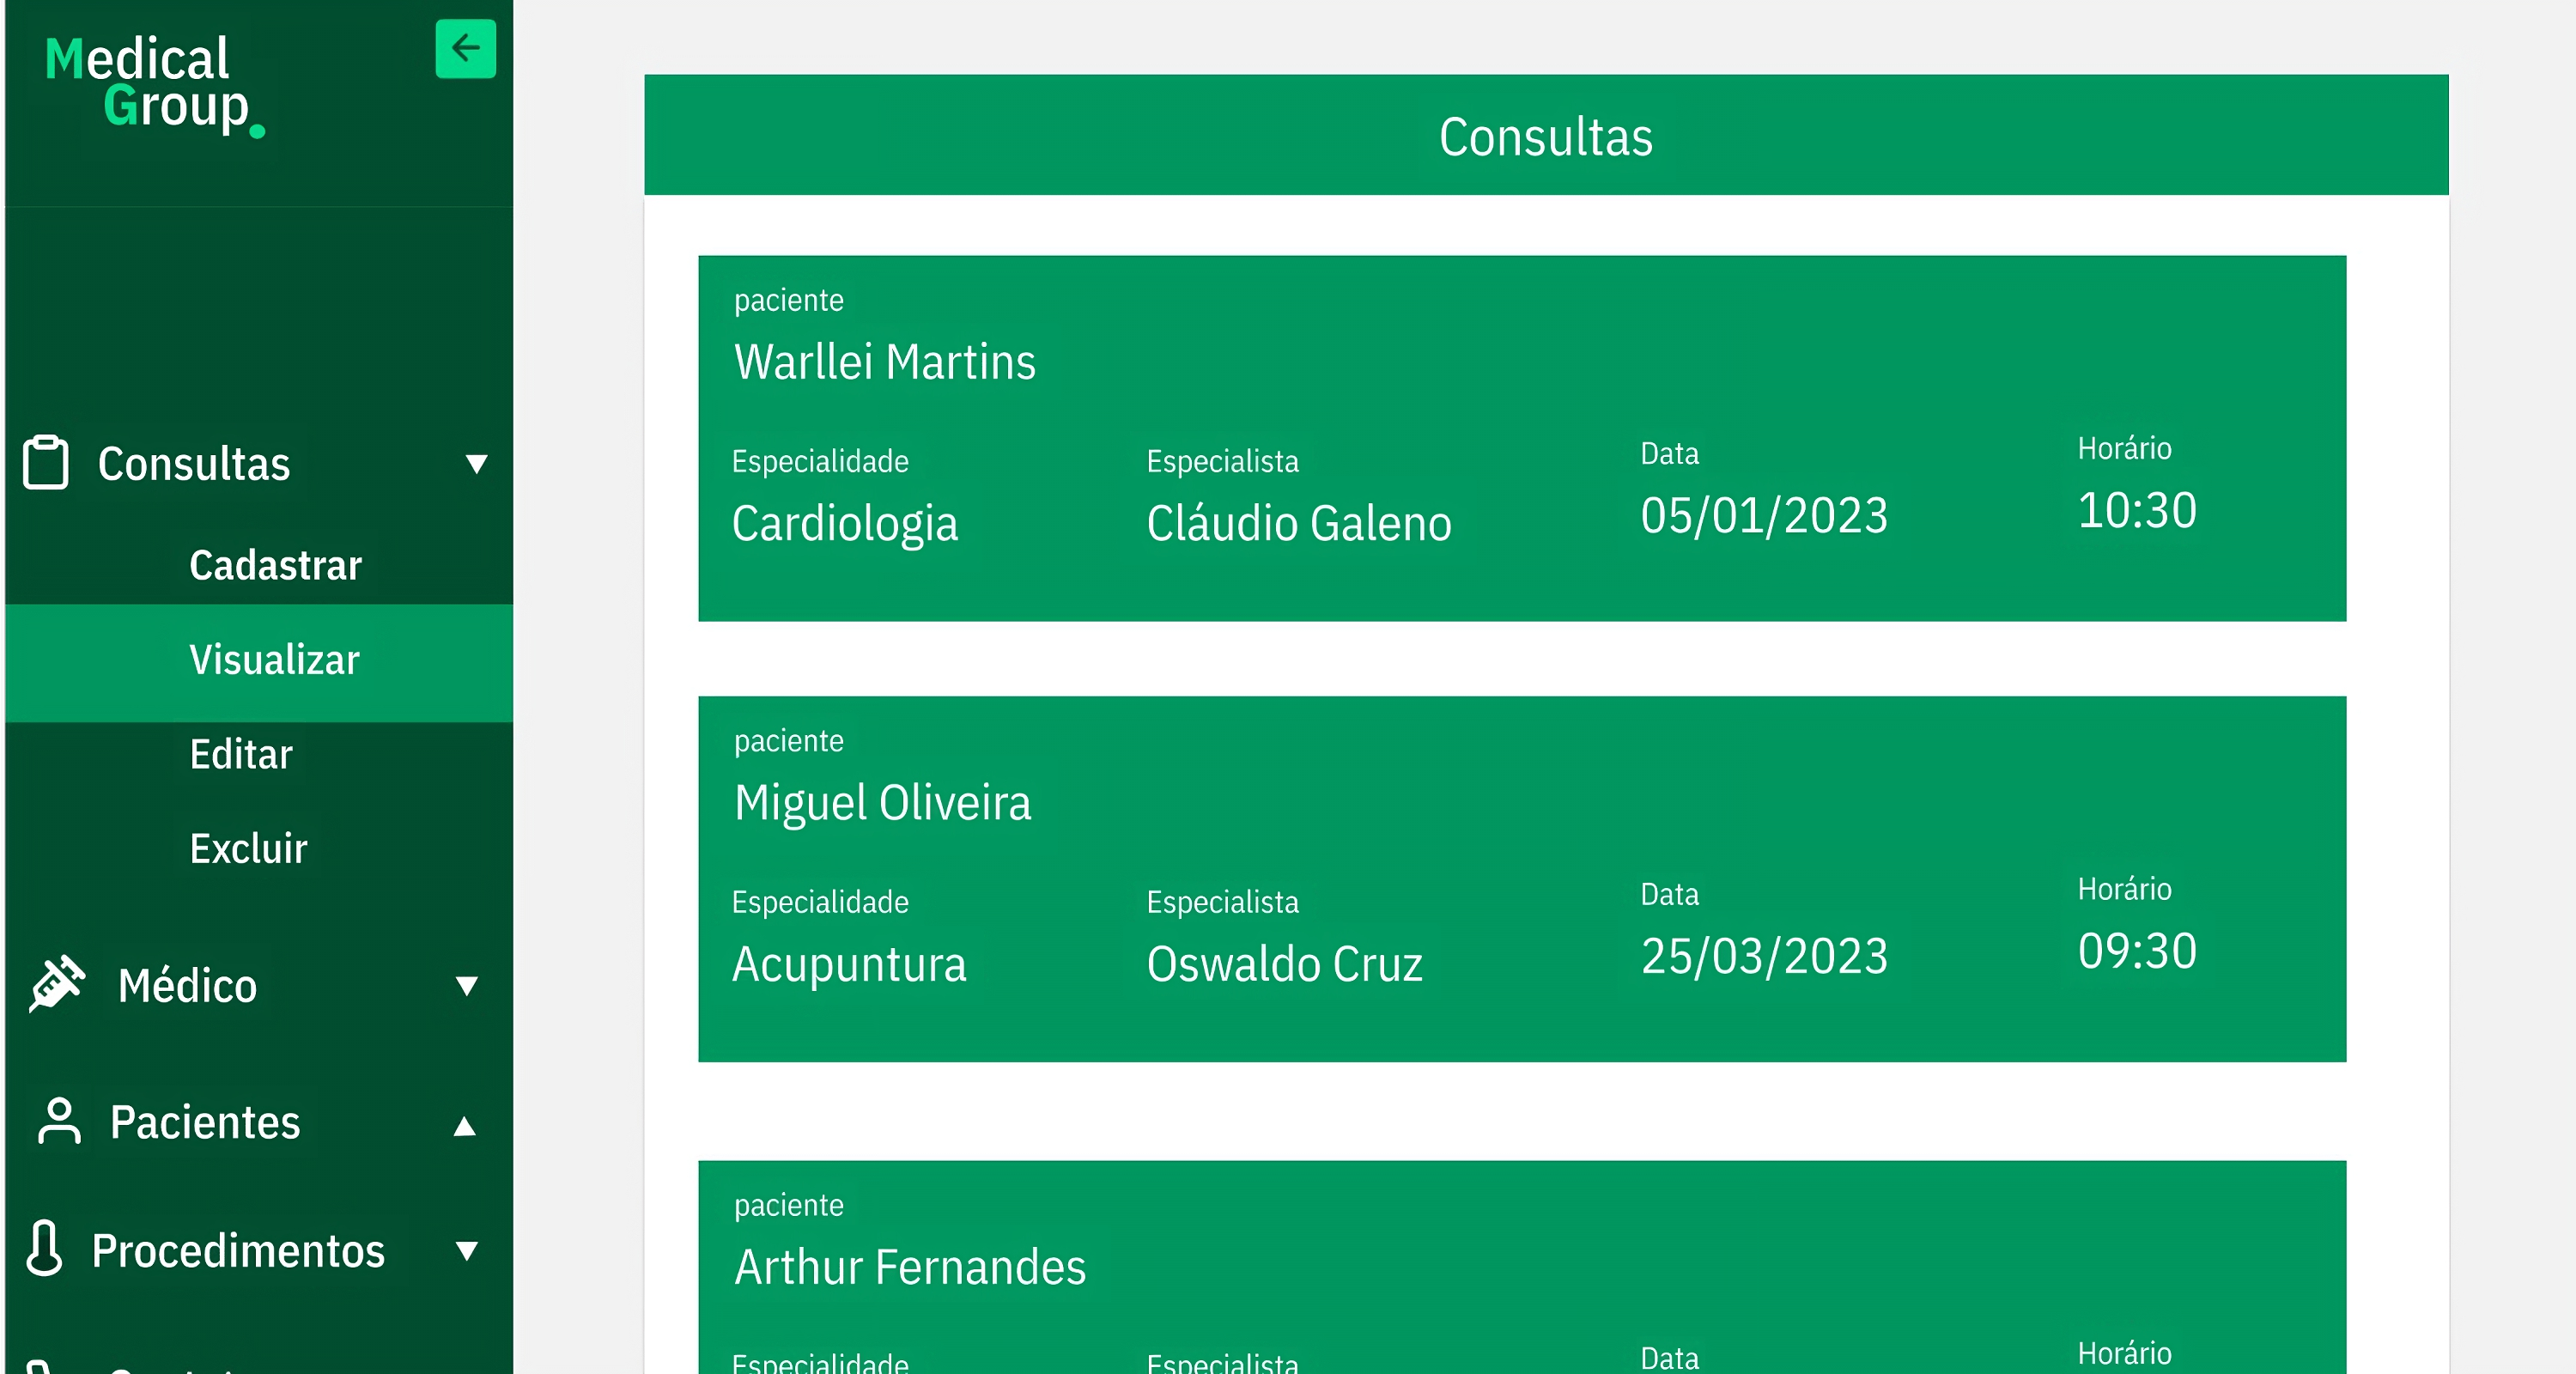 Medical
Group.
Consultas
Cadastrar
Visualizar
Editar
Excluir
Médico
Pacientes
Procedimentos
Consultas
paciente
Warllei Martins
Especialidade Especialista Data Horário
Cardiologia Cláudio Galeno 05/01/2023 10:30
paciente
Miguel Oliveira
Especialidade Especialista Data Horário
Acupuntura Oswaldo Cruz 25/03/2023 09:30
paciente
Arthur Fernandes
Especialidade Especialista Data Horário